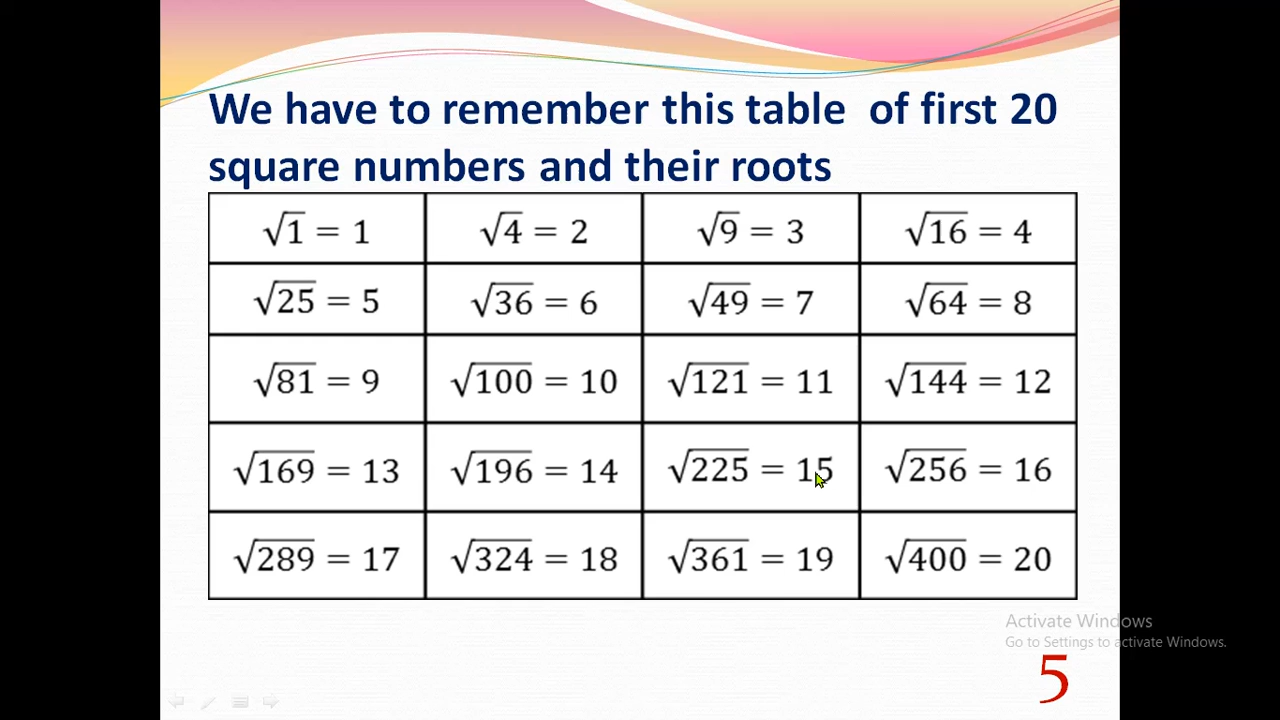 We have to remember this table of first 20
square numbers and their roots
√1 = 1 √4 = 2 √9 = 3 √16 = 4
√25 = 5 √36 = 6 √49 = 7 √64 = 8
√81 = 9 √100 = 10 √121 = 11 √144 = 12
√169 = 13 √196 = 14 √225 = 15 √256 = 16
√289 = 17 √324 = 18 √361 = 19 √400 = 20
Activate Windows
Go to Settings to activate Windows.
5